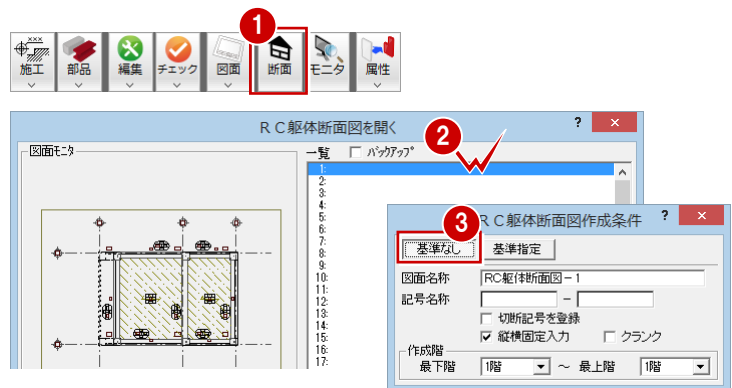 1
施工 部品 編集 チェック 図面 断面 モニタ 属性
ＲＣ躯体断面図を開く ? ×
2
図面モニタ
一覧 バックアップ
1:
2:
3:
4:
5:
6:
7:
8:
9:
10:
11:
12:
13:
14:
15:
16:
17:
3
ＲＣ躯体断面図作成条件 ? ×
基準なし 基準指定
図面名称 RC躯体断面図－1
記号名称 －
切断記号を登録
縦横固定入力 クランク
作成階
最下階 1階 ～ 最上階 1階